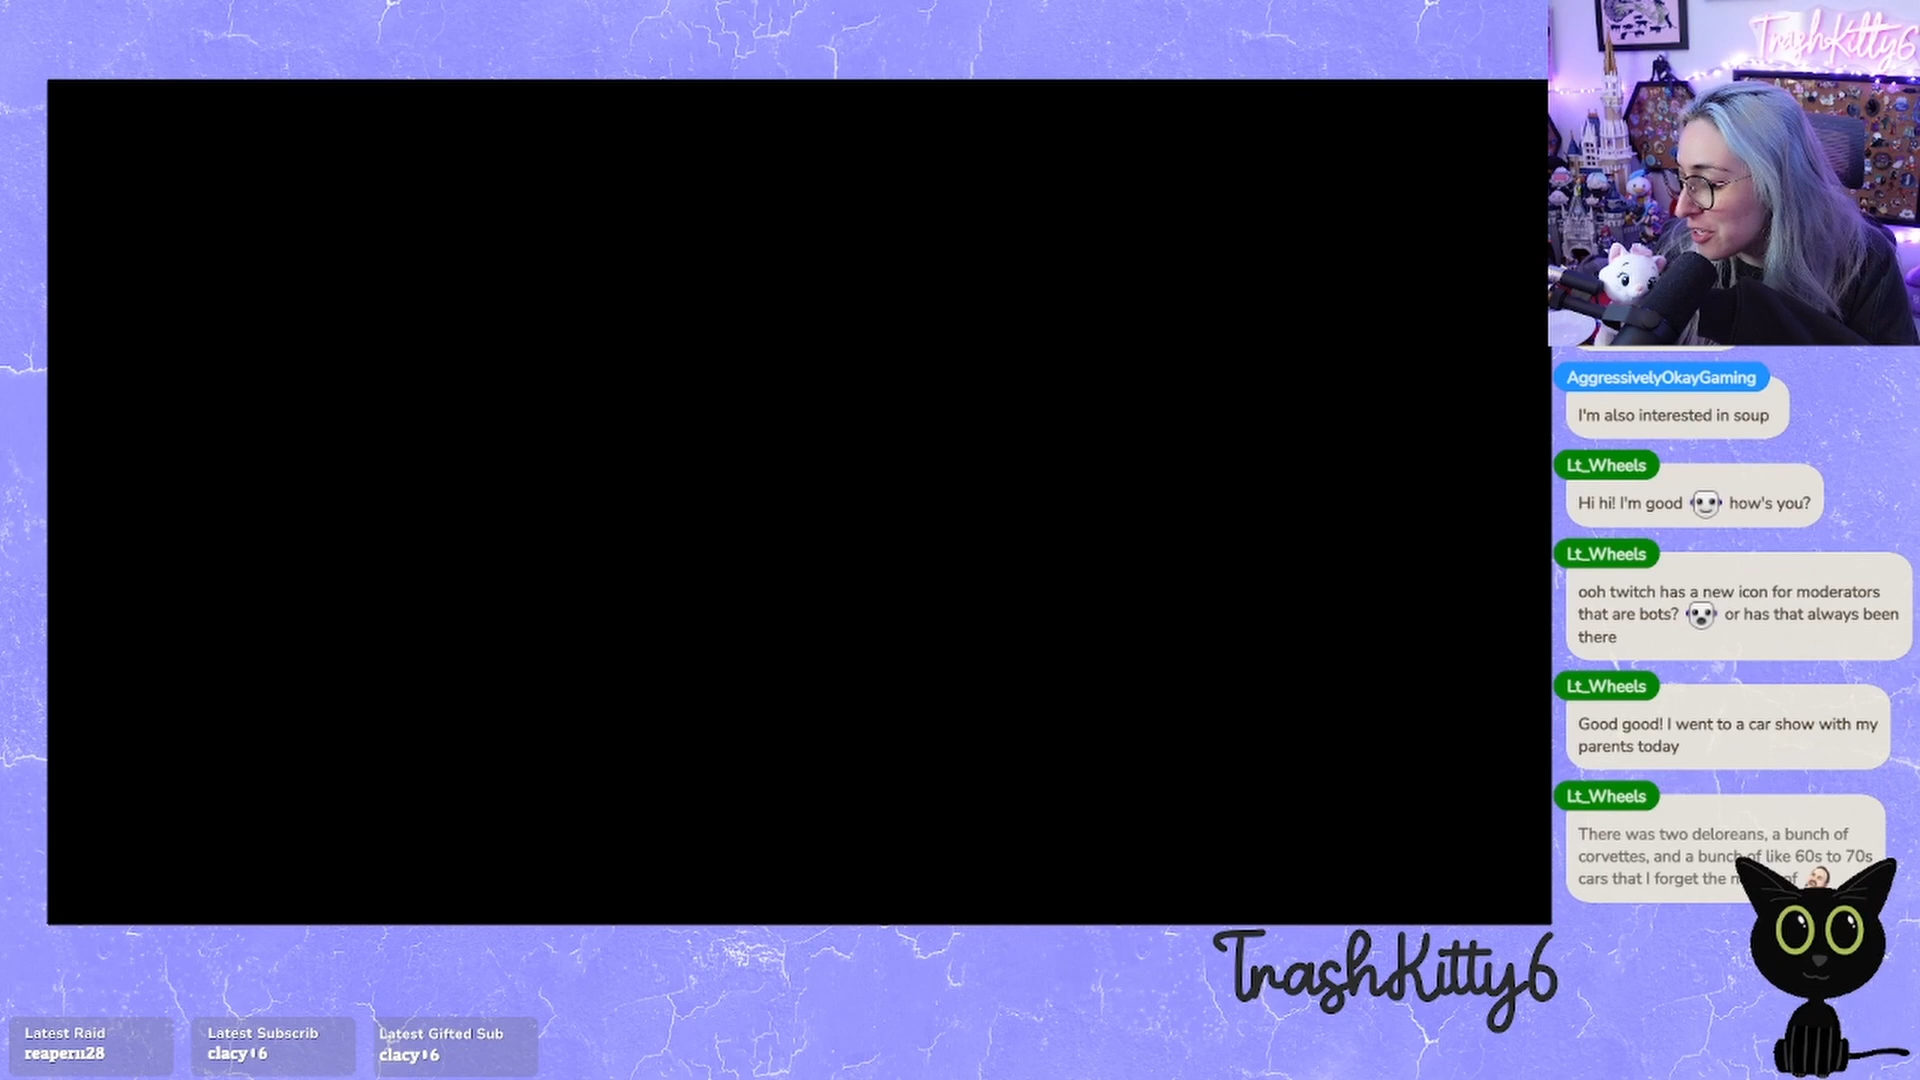 TrashKitty6
AggressivelyOkayGaming
I'm also interested in soup
Lt_Wheels
Hi hi! I'm good how's you?
Lt_Wheels
ooh twitch has a new icon for moderators
that are bots? or has that always been
there
Lt_Wheels
Good good! I went to a car show with my
parents today
Lt_Wheels
There was two deloreans, a bunch of
corvettes, and a bunch of like 60s to 70s
cars that I forget the of
TrashKitty6
Latest Raid
reaper1128
Latest Subscrib
clacy16
Latest Gifted Sub
clacy16